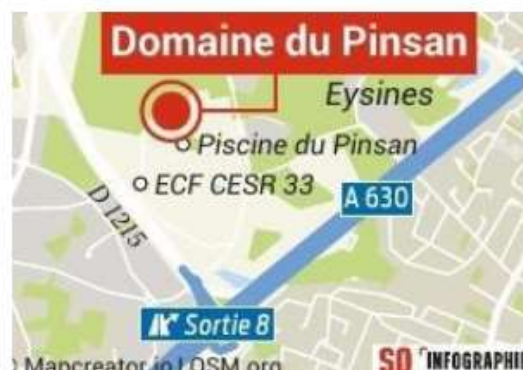 Domaine du Pinsan
Eysines
Piscine du Pinsan
ECF CESR 33
A 630
D 1215
Sortie 8
Mapcreator.io | OSM.org
SO INFOGRAPHI